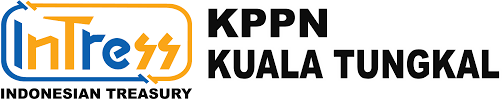 InTress
INDONESIAN TREASURY
KPPN
KUALA TUNGKAL